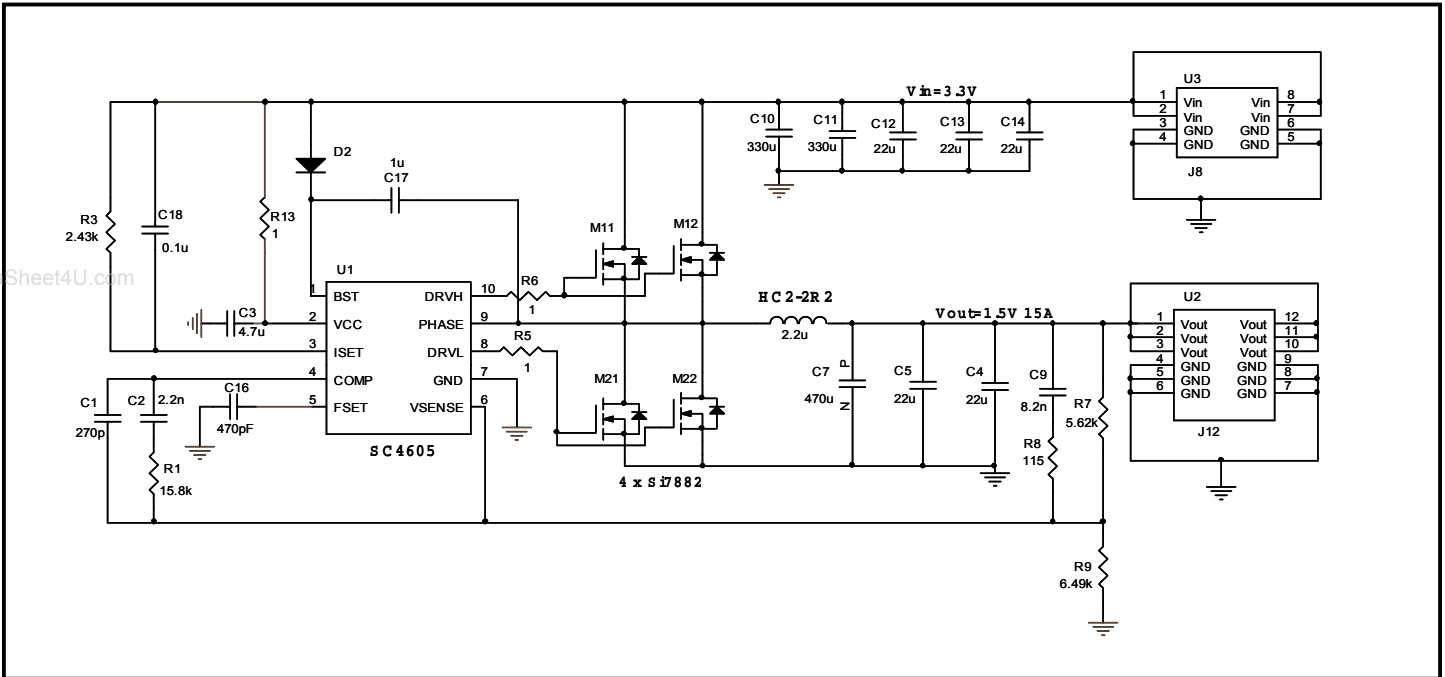 U3
Vin=3.3V
1 Vin Vin 8
2 Vin Vin 7
3 GND GND 6
4 GND GND 5
J8
C10
330u
C11
330u
C12
22u
C13
22u
C14
22u
D2
1u
C17
R3
2.43k
C18
0.1u
R13
1
Sheet4U.com
M11
M12
U1
R6
1
1 BST DRVH 10
2 VCC PHASE 9
3 ISET DRVL 8
4 COMP GND 7
5 FSET VSENSE 6
SC4605
C3
4.7u
R5
1
HC2-2R2
2.2u
Vout=1.5V 15A
U2
1 Vout Vout 12
2 Vout Vout 11
3 Vout Vout 10
4 GND GND 9
5 GND GND 8
6 GND GND 7
J12
M21
M22
4 x Si7882
C7
470u
P
N
C5
22u
C4
22u
C9
8.2n
R7
5.62k
R8
115
C1
270p
C2
2.2n
C16
470pF
R1
15.8k
R9
6.49k